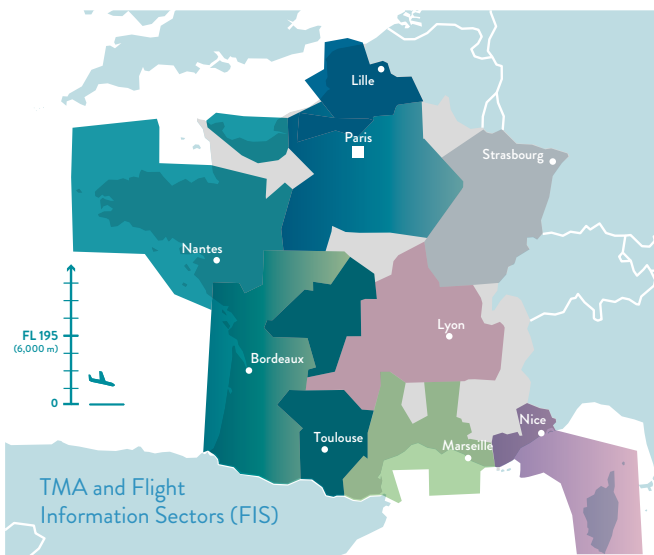 Lille
Paris
Strasbourg
Nantes
FL 195
(6,000 m)
Lyon
Bordeaux
0
Nice
Toulouse
Marseille
TMA and Flight
Information Sectors (FIS)